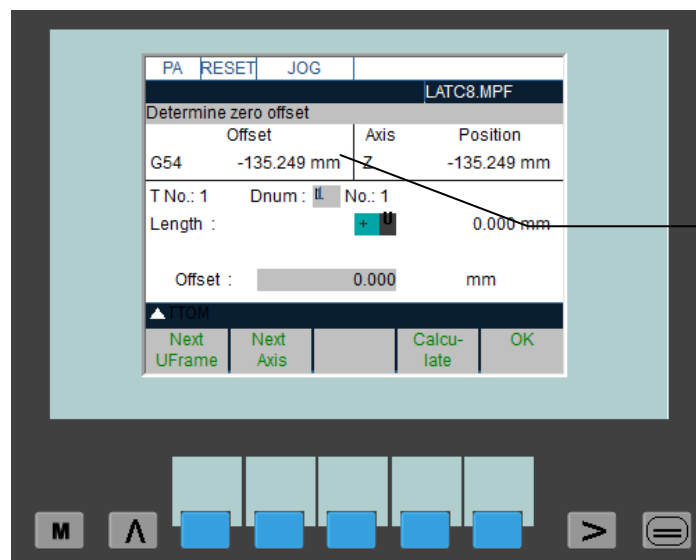 PA RESET JOG
LATC8.MPF
Determine zero offset
Offset Axis Position
G54 -135.249 mm Z -135.249 mm
T No.: 1 Dnum : No.: 1
Length : + U 0.000 mm
Offset : 0.000 mm
ГТОМ
Next UFrame
Next Axis
Calcu-
late
OK
M Λ >